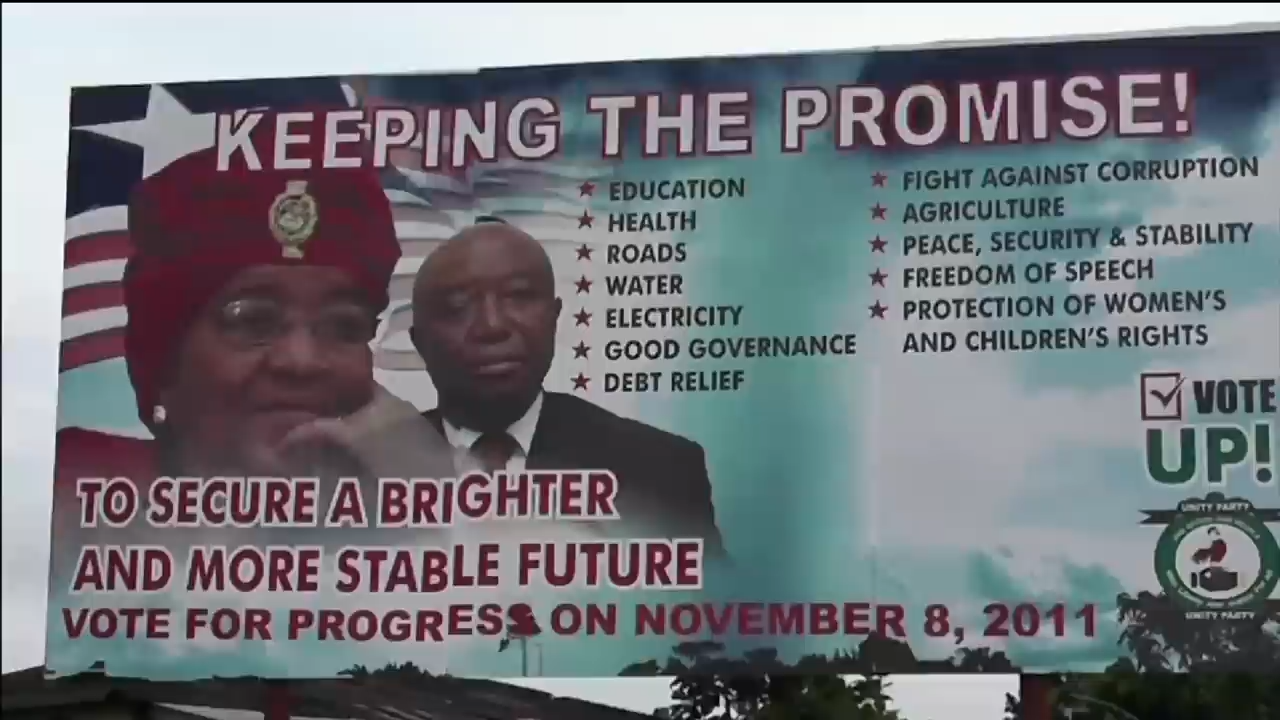 KEEPING THE PROMISE!
EDUCATION
HEALTH
ROADS
WATER
ELECTRICITY
GOOD GOVERNANCE
DEBT RELIEF
FIGHT AGAINST CORRUPTION
AGRICULTURE
PEACE, SECURITY & STABILITY
FREEDOM OF SPEECH
PROTECTION OF WOMEN'S
AND CHILDREN'S RIGHTS
VOTE
UP!
UNITY PARTY
UNITY PARTY
TO SECURE A BRIGHTER
AND MORE STABLE FUTURE
VOTE FOR PROGRESS ON NOVEMBER 8, 2011